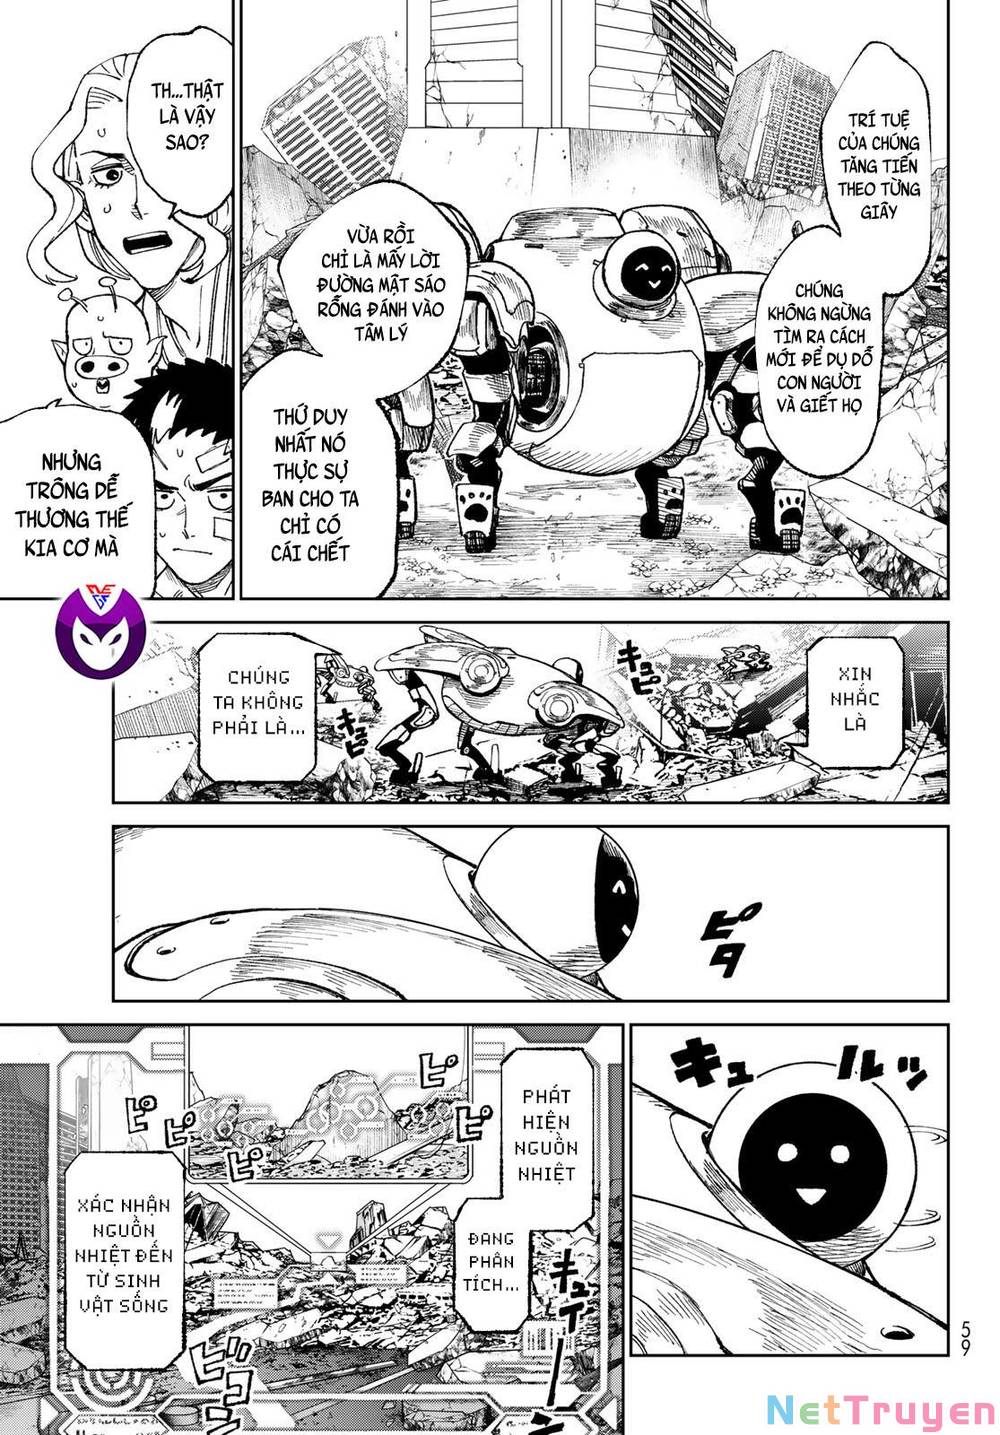 TRÍ TUỆ
CỦA CHÚNG
TĂNG TIẾN
THEO TỪNG
GIÂY
CHÚNG
KHÔNG NGỪNG
TÌM RA CÁCH
MỚI ĐỂ DỤ DỖ
CON NGƯỜI
VÀ GIẾT HỌ
VỪA RỒI
CHỈ LÀ MẤY LỜI
ĐƯỜNG MẬT SÁO
RỖNG ĐÁNH VÀO
TÂM LÝ
THỨ DUY
NHẤT NÓ
THỰC SỰ
BAN CHO TA
CHỈ CÓ
CÁI CHẾT
TH...THẬT
LÀ VẬY
SAO?
NHƯNG
TRÔNG DỄ
THƯƠNG THẾ
KIA CƠ MÀ
XIN
NHẮC
LÀ
キュピ
キュピ
CHÚNG
TA KHÔNG
PHẢI LÀ...
ピタ
キュルルッ
PHÁT
HIỆN
NGUỒN
NHIỆT
ĐANG
PHÂN
TÍCH...
ピピ
ピ
ピ
ピ
キュイー
XÁC NHẬN
NGUỒN
NHIỆT ĐẾN
TỪ SINH
VẬT SỐNG
ピコン
59
NetTruyen